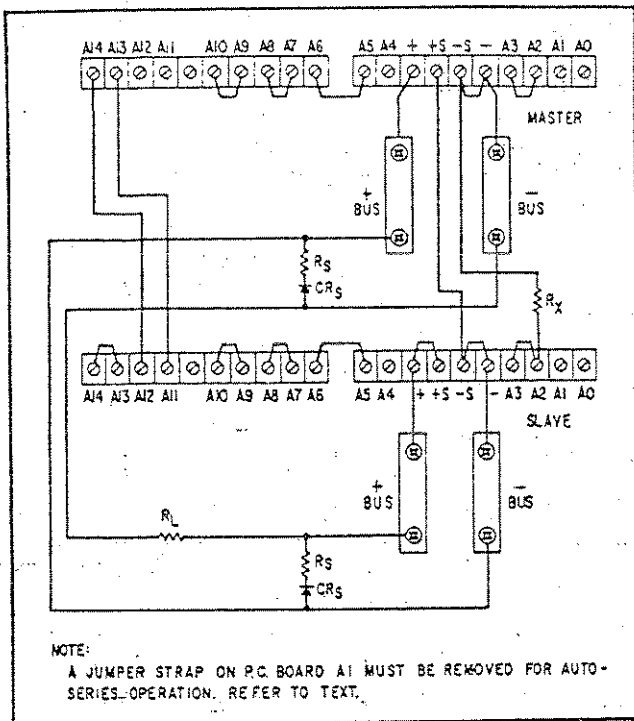 A14 A13 A12 A11 A10 A9 A8 A7 A6 A5 A4 + +S -S - A3 A2 A1 A0
MASTER
+ BUS
- BUS
RS
CRS
RX
A14 A13 A12 A11 A10 A9 A8 A7 A6 A5 A4 + +S -S - A3 A2 A1 A0
SLAVE
+ BUS
- BUS
RL
RS
CRS
NOTE:
A JUMPER STRAP ON P.C. BOARD A1 MUST BE REMOVED FOR AUTO-
SERIES OPERATION. REFER TO TEXT.